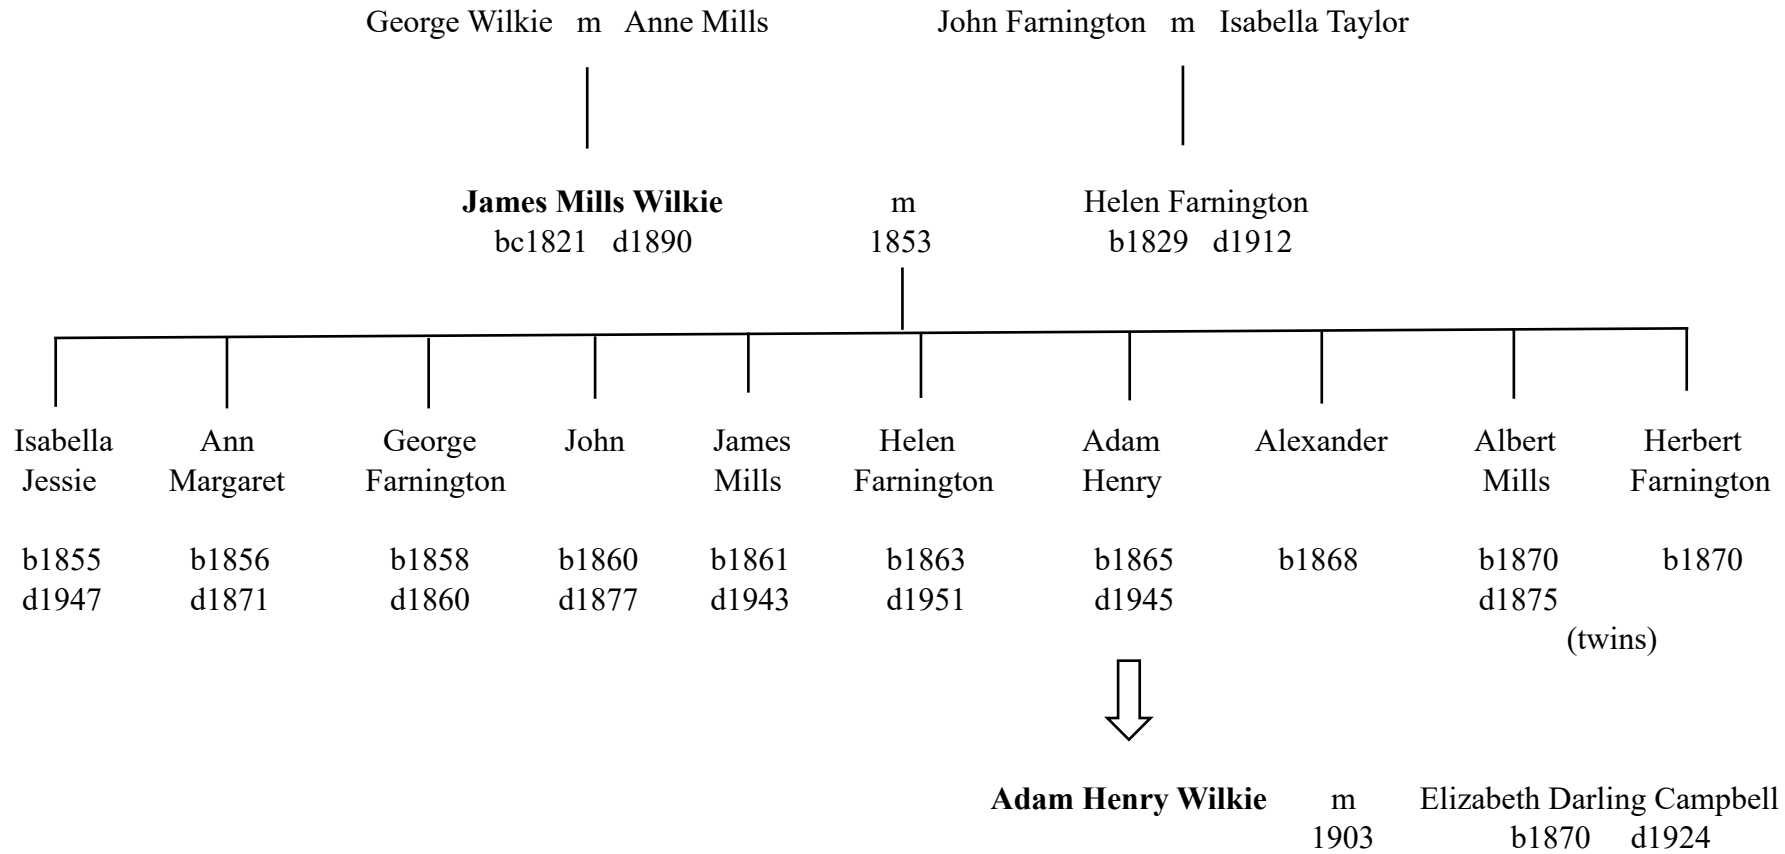 George Wilkie m Anne Mills John Farnington m Isabella Taylor
James Mills Wilkie m Helen Farnington
bc1821 d1890 1853 b1829 d1912
Isabella Ann George John James Helen Adam Alexander Albert Herbert
Jessie Margaret Farnington Mills Farnington Henry Mills Farnington
b1855 b1856 b1858 b1860 b1861 b1863 b1865 b1868 b1870 b1870
d1947 d1871 d1860 d1877 d1943 d1951 d1945 d1875
(twins)
Adam Henry Wilkie m Elizabeth Darling Campbell
1903 b1870 d1924